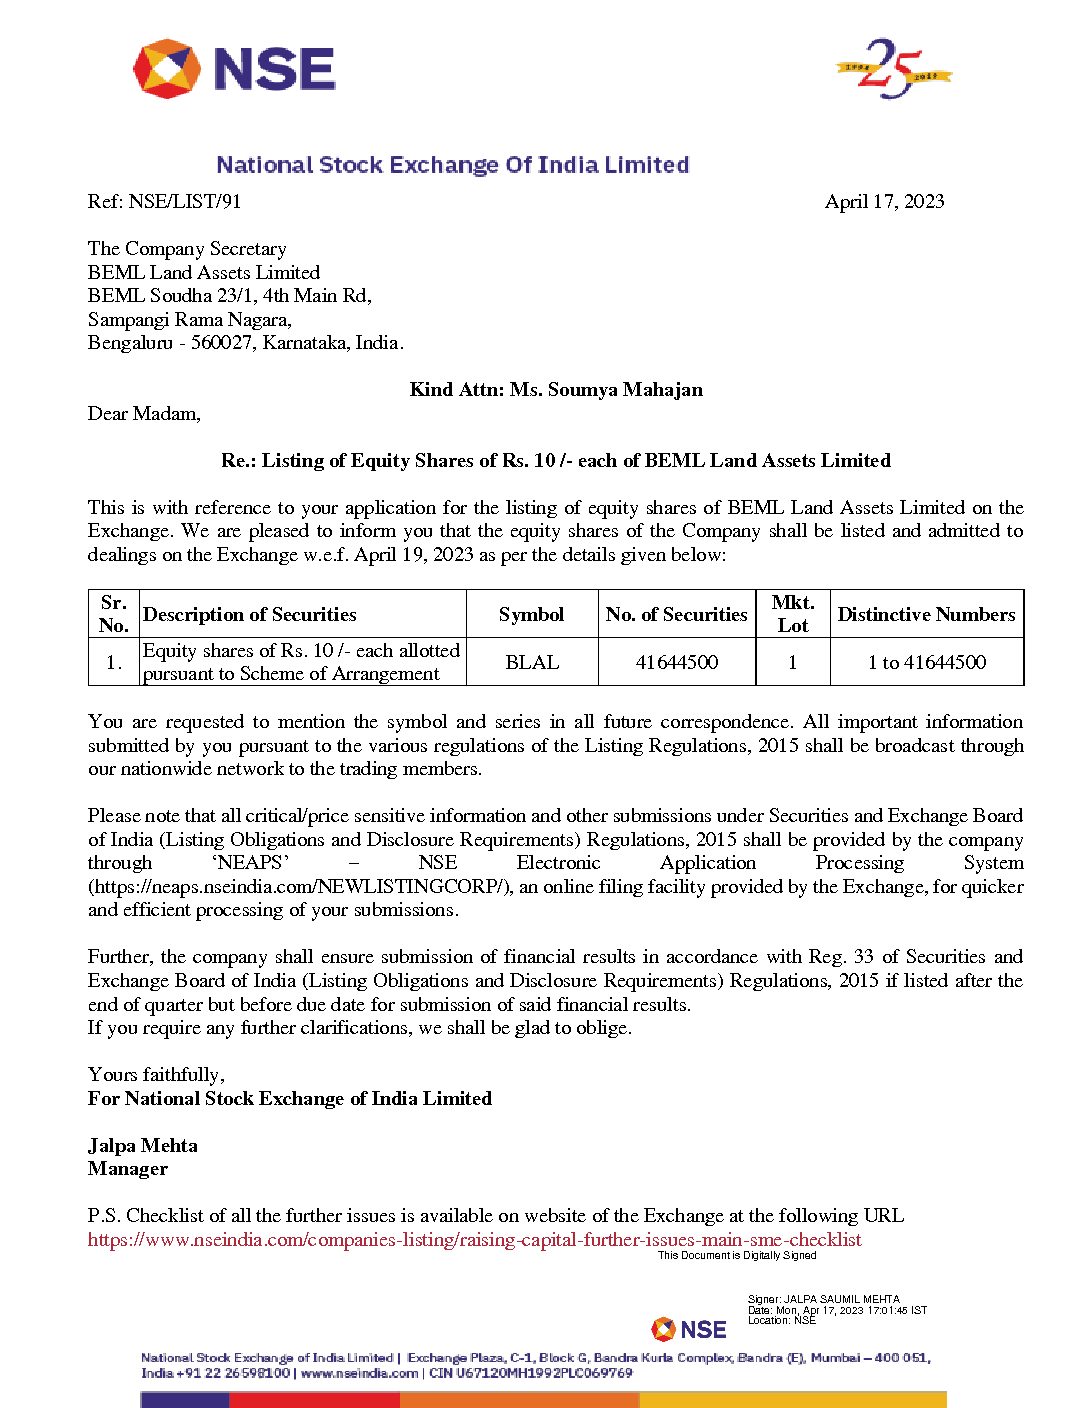 NSE
1993 25 2018
National Stock Exchange Of India Limited
Ref: NSE/LIST/91 April 17, 2023
The Company Secretary
BEML Land Assets Limited
BEML Soudha 23/1, 4th Main Rd,
Sampangi Rama Nagara,
Bengaluru - 560027, Karnataka, India.
Kind Attn: Ms. Soumya Mahajan
Dear Madam,
Re.: Listing of Equity Shares of Rs. 10 /- each of BEML Land Assets Limited
This is with reference to your application for the listing of equity shares of BEML Land Assets Limited on the
Exchange. We are pleased to inform you that the equity shares of the Company shall be listed and admitted to
dealings on the Exchange w.e.f. April 19, 2023 as per the details given below:
Sr. No. Description of Securities Symbol No. of Securities Mkt. Lot Distinctive Numbers
1. Equity shares of Rs. 10 /- each allotted pursuant to Scheme of Arrangement BLAL 41644500 1 1 to 41644500
You are requested to mention the symbol and series in all future correspondence. All important information
submitted by you pursuant to the various regulations of the Listing Regulations, 2015 shall be broadcast through
our nationwide network to the trading members.
Please note that all critical/price sensitive information and other submissions under Securities and Exchange Board
of India (Listing Obligations and Disclosure Requirements) Regulations, 2015 shall be provided by the company
through ‘NEAPS’ – NSE Electronic Application Processing System
(https://neaps.nseindia.com/NEWLISTINGCORP/), an online filing facility provided by the Exchange, for quicker
and efficient processing of your submissions.
Further, the company shall ensure submission of financial results in accordance with Reg. 33 of Securities and
Exchange Board of India (Listing Obligations and Disclosure Requirements) Regulations, 2015 if listed after the
end of quarter but before due date for submission of said financial results.
If you require any further clarifications, we shall be glad to oblige.
Yours faithfully,
For National Stock Exchange of India Limited
Jalpa Mehta
Manager
P.S. Checklist of all the further issues is available on website of the Exchange at the following URL
https://www.nseindia.com/companies-listing/raising-capital-further-issues-main-sme-checklist
This Document is Digitally Signed
Signer: JALPA SAUMIL MEHTA
Date: Mon, Apr 17, 2023 17:01:45 IST
Location: NSE
NSE
National Stock Exchange of India Limited | Exchange Plaza, C-1, Block G, Bandra Kurla Complex, Bandra (E), Mumbai – 400 051,
India +91 22 26598100 | www.nseindia.com | CIN U67120MH1992PLC069769